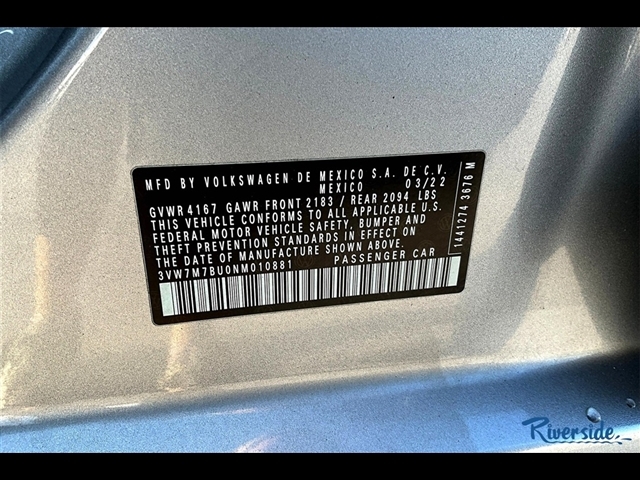 MFD BY VOLKSWAGEN DE MEXICO S.A. DE C.V.
MEXICO 03/22
GVWR 4167 GAWR FRONT 2183 / REAR 2094 LBS
THIS VEHICLE CONFORMS TO ALL APPLICABLE U.S.
FEDERAL MOTOR VEHICLE SAFETY, BUMPER AND
THEFT PREVENTION STANDARDS IN EFFECT ON
THE DATE OF MANUFACTURE SHOWN ABOVE.
3VW7M7BU0NM010881 PASSENGER CAR
1441274 3676 M
Riverside